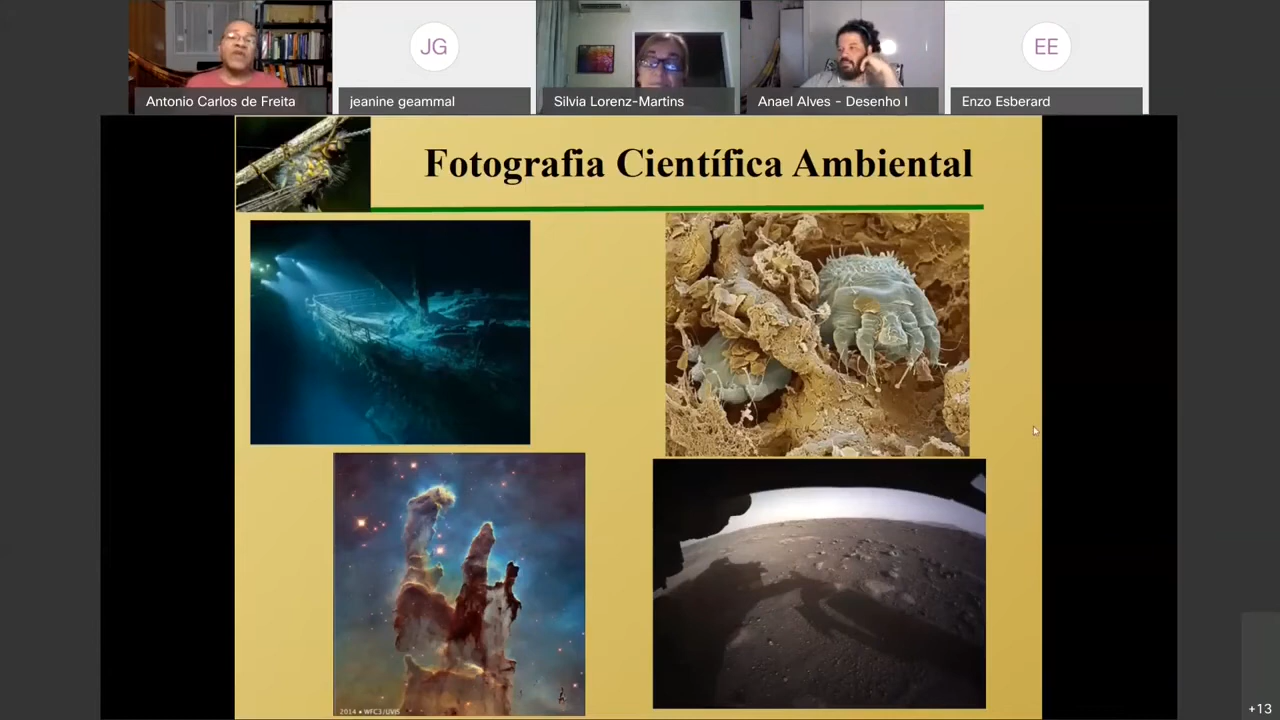 JG
EE
Antonio Carlos de Freita
jeanine geammal
Silvia Lorenz-Martins
Anael Alves - Desenho I
Enzo Esberard
Fotografia Científica Ambiental
2014 • WFC3/UVIS
+13